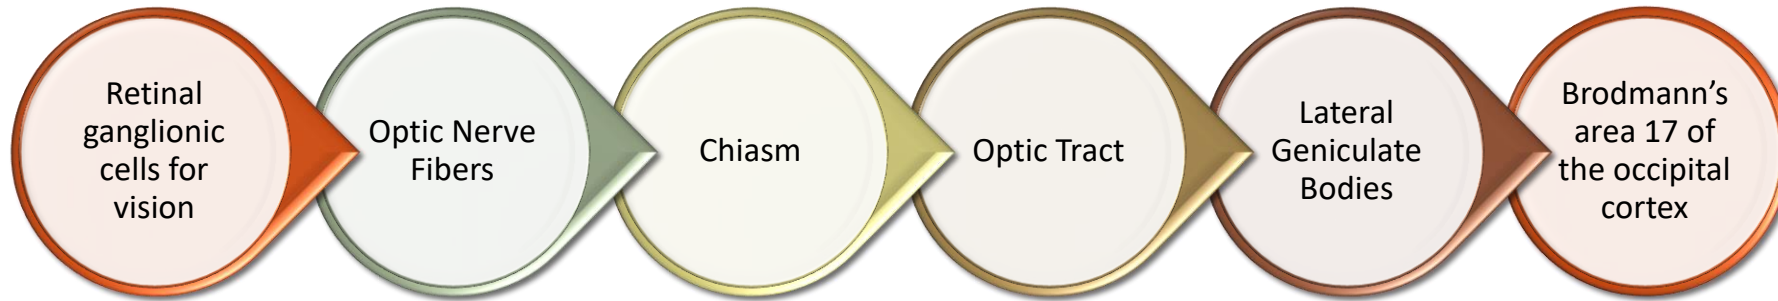 Retinal
ganglionic
cells for
vision
Optic Nerve
Fibers
Chiasm
Optic Tract
Lateral
Geniculate
Bodies
Brodmann’s
area 17 of
the occipital
cortex